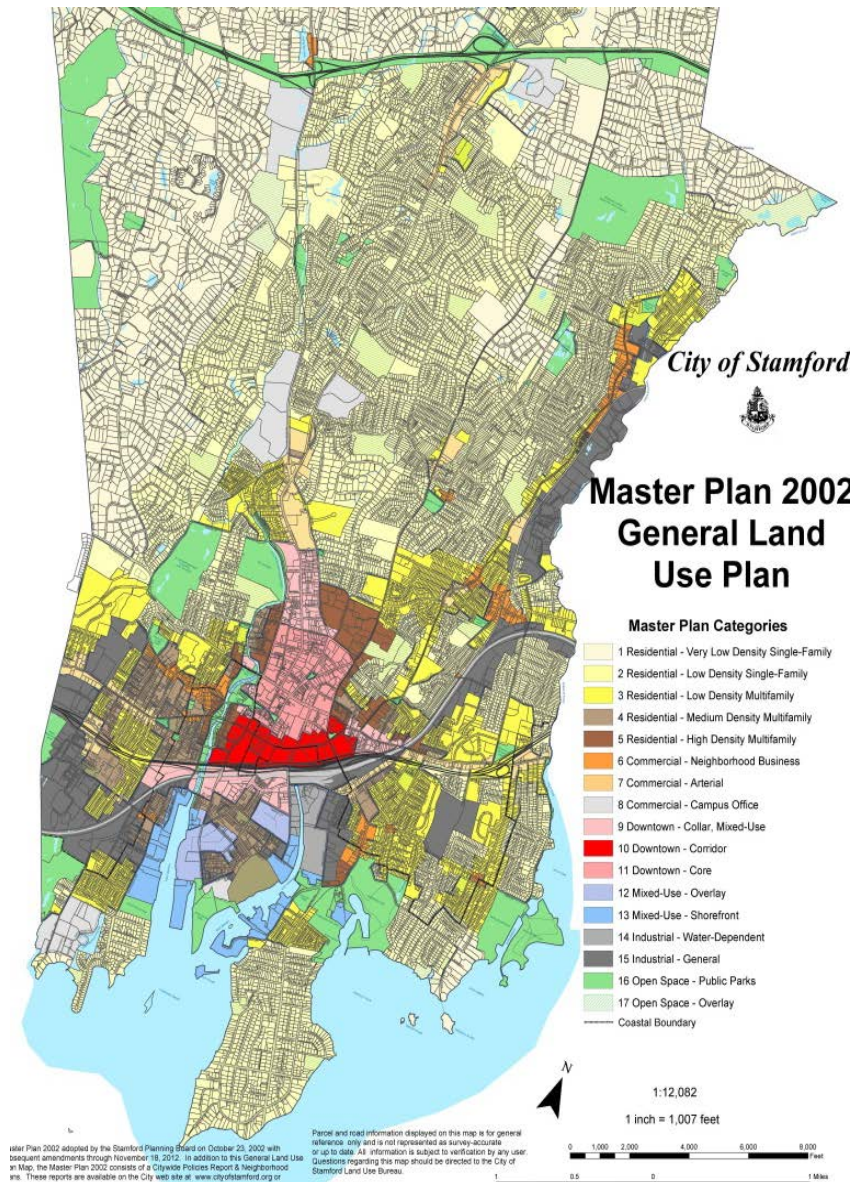 City of Stamford
Master Plan 2002
General Land
Use Plan
Master Plan Categories
1 Residential - Very Low Density Single-Family
2 Residential - Low Density Single-Family
3 Residential - Low Density Multifamily
4 Residential - Medium Density Multifamily
5 Residential - High Density Multifamily
6 Commercial - Neighborhood Business
7 Commercial - Arterial
8 Commercial - Campus Office
9 Downtown - Collar, Mixed-Use
10 Downtown - Corridor
11 Downtown - Core
12 Mixed-Use - Overlay
13 Mixed-Use - Shorefront
14 Industrial - Water-Dependent
15 Industrial - General
16 Open Space - Public Parks
17 Open Space - Overlay
Coastal Boundary
N
1:12,082
1 inch = 1,007 feet
0 1,000 2,000 4,000 6,000 8,000
Feet
1 0.5 0 1 Miles
aster Plan 2002 adopted by the Stamford Planning Board on October 23, 2002 with
bsequent amendments through November 19, 2012. In addition to this General Land Use
an Map, the Master Plan 2002 consists of a Citywide Policies Report & Neighborhood
ans. These reports are available on the City web site at www.cityofstamford.org or
Parcel and road information displayed on this map is for general
reference only and is not represented as survey-accurate
or up to date. All information is subject to verification by any user.
Questions regarding this map should be directed to the City of
Stamford Land Use Bureau.